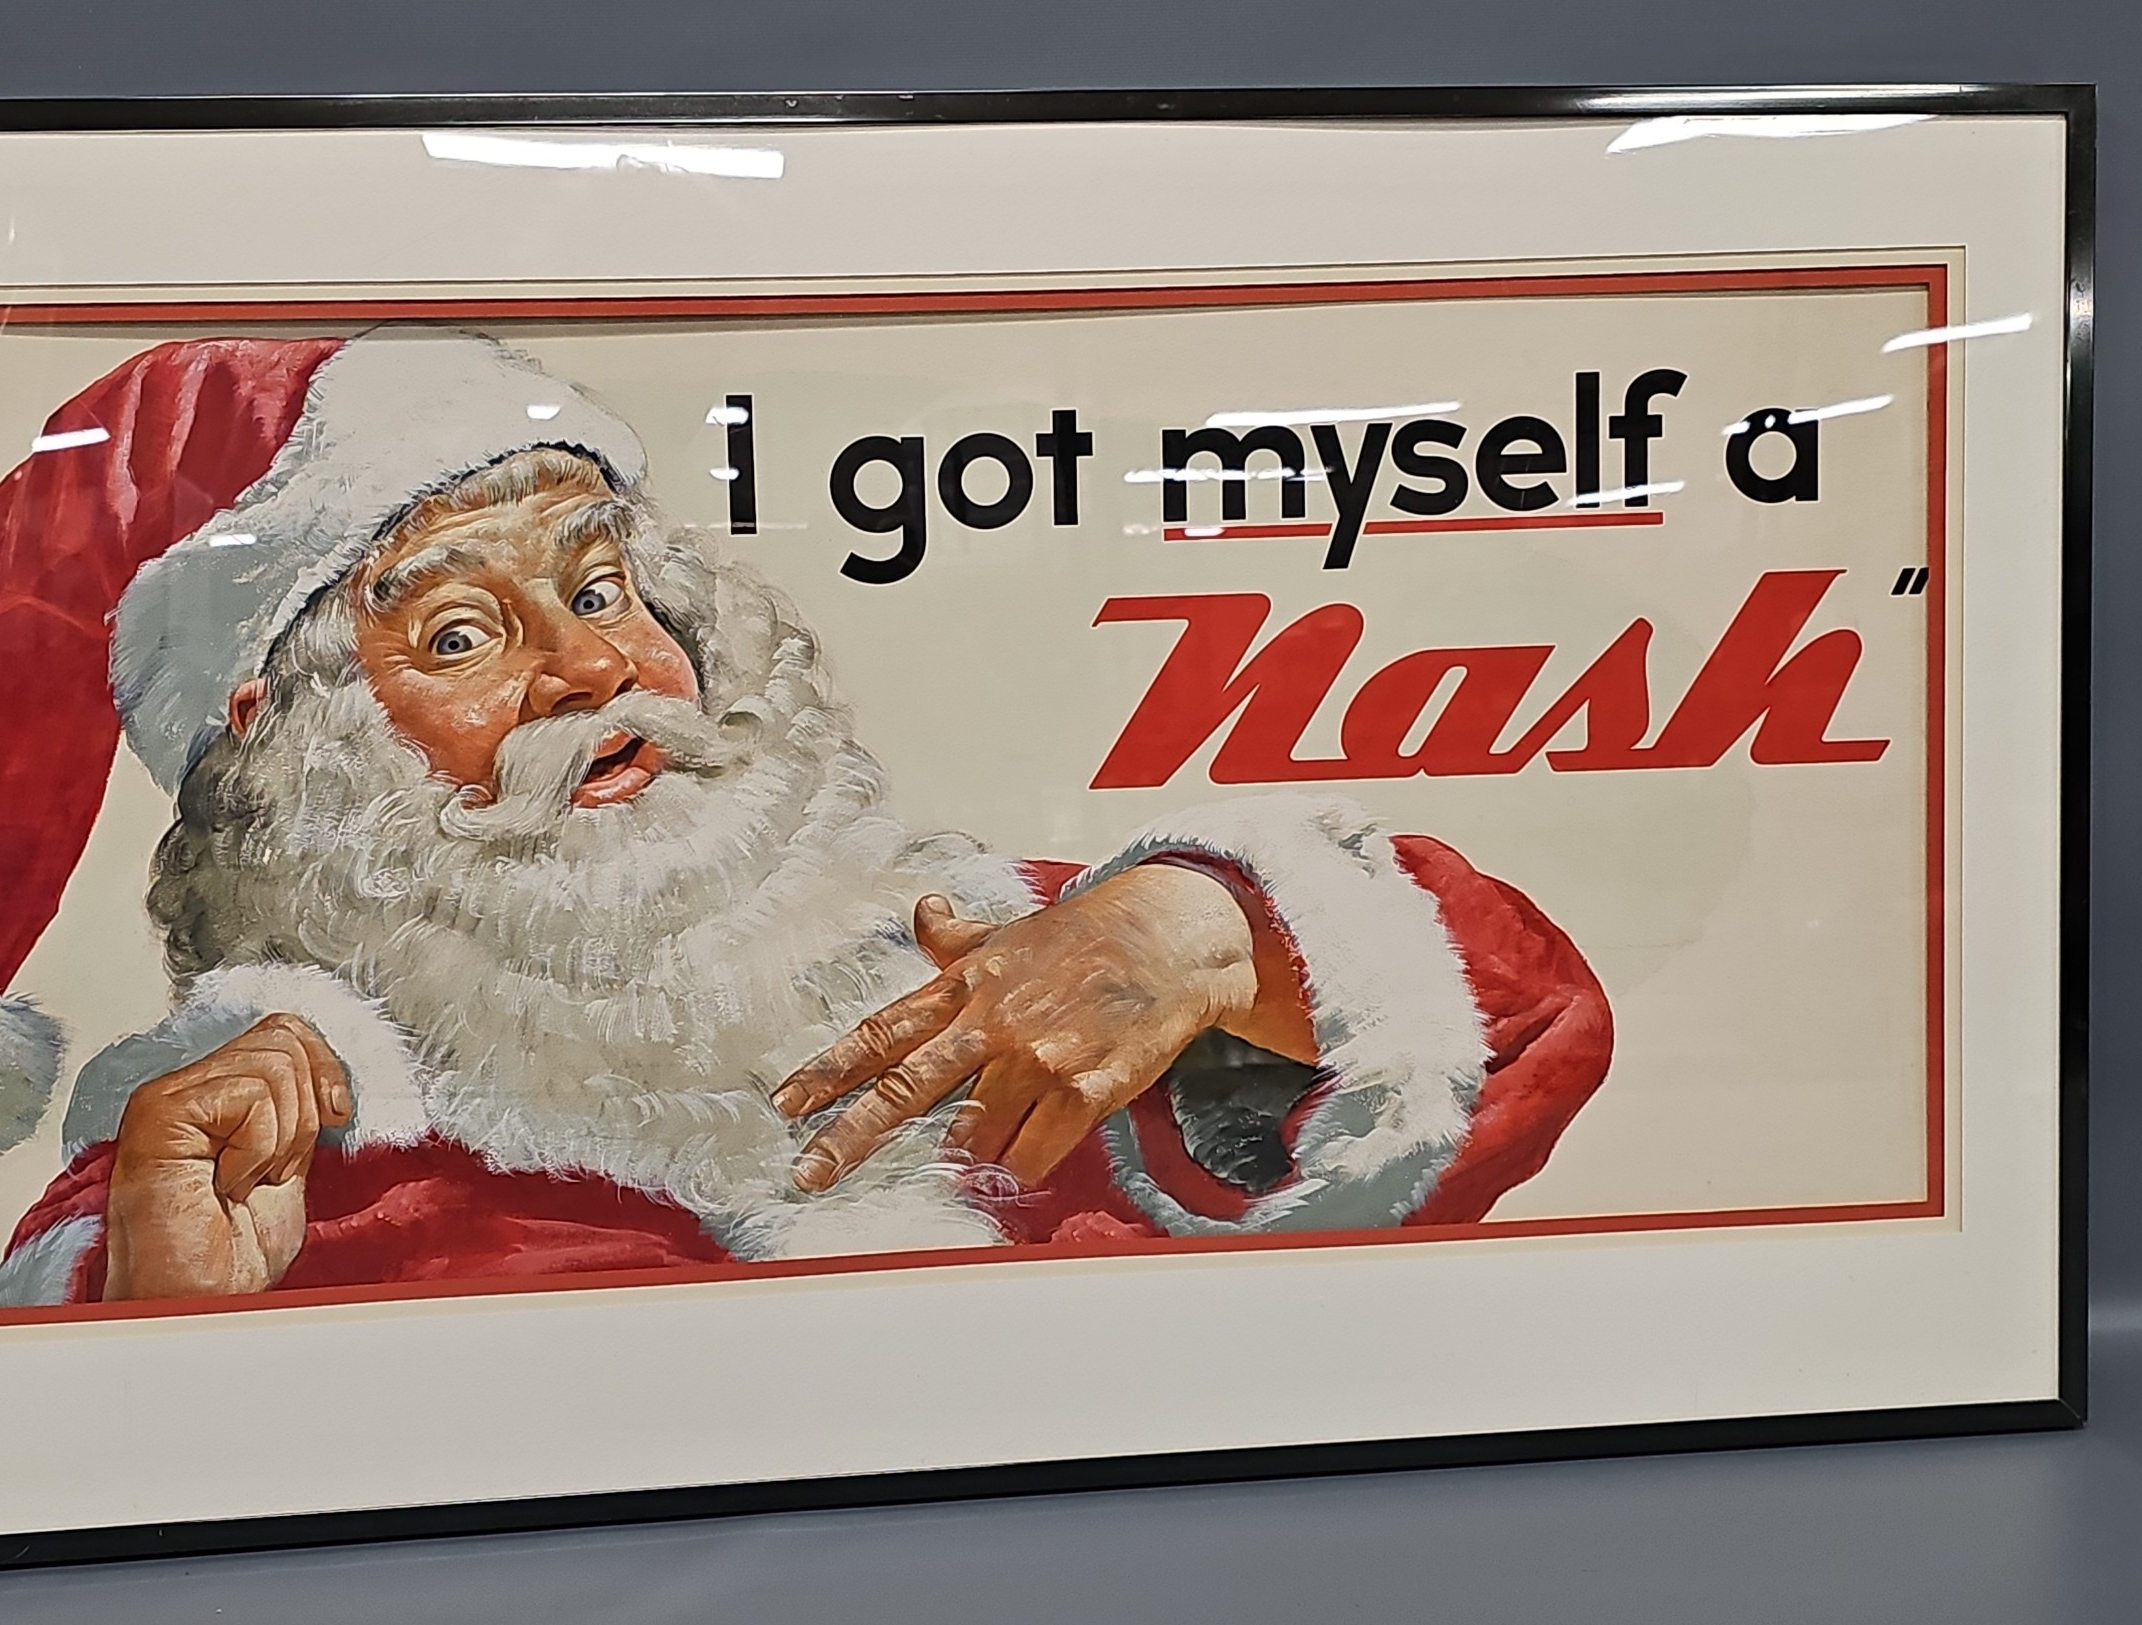 I got myself a
Nash"